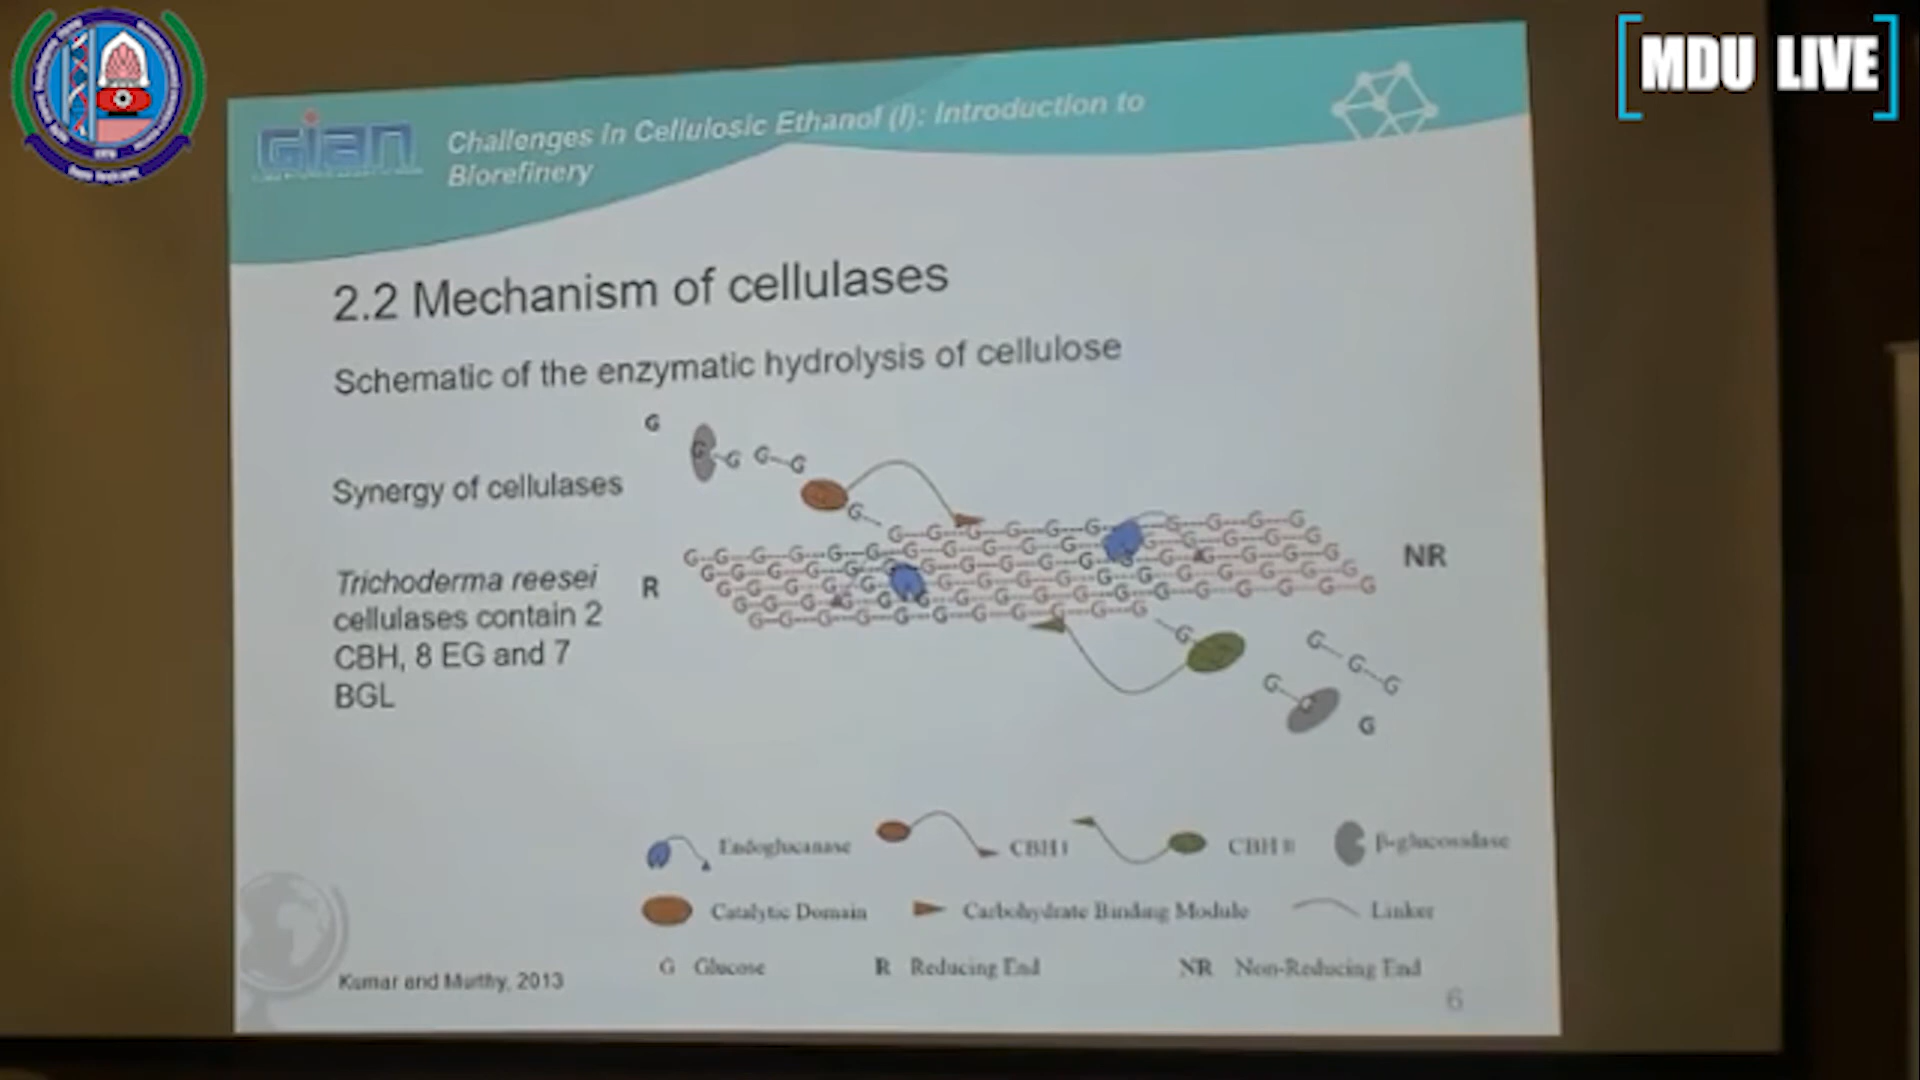 MDU LIVE
GIAN
Challenges in Cellulosic Ethanol (I): Introduction to
Biorefinery
2.2 Mechanism of cellulases
Schematic of the enzymatic hydrolysis of cellulose
Synergy of cellulases
Trichoderma reesei
cellulases contain 2
CBH, 8 EG and 7
BGL
G
G-G G-G
G
R
NR
G
G-G-G
G
G
Endoglucanase CBH I CBH II β-glucosidase
Catalytic Domain Carbohydrate Binding Module Linker
G Glucose R Reducing End NR Non-Reducing End
Kumar and Murthy, 2013
6